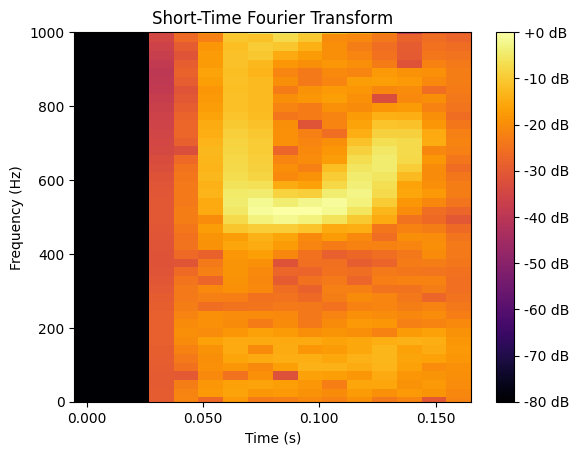 Short-Time Fourier Transform
1000
800
600
400
200
0
Frequency (Hz)
0.000
0.050
0.100
0.150
Time (s)
+0 dB
-10 dB
-20 dB
-30 dB
-40 dB
-50 dB
-60 dB
-70 dB
-80 dB